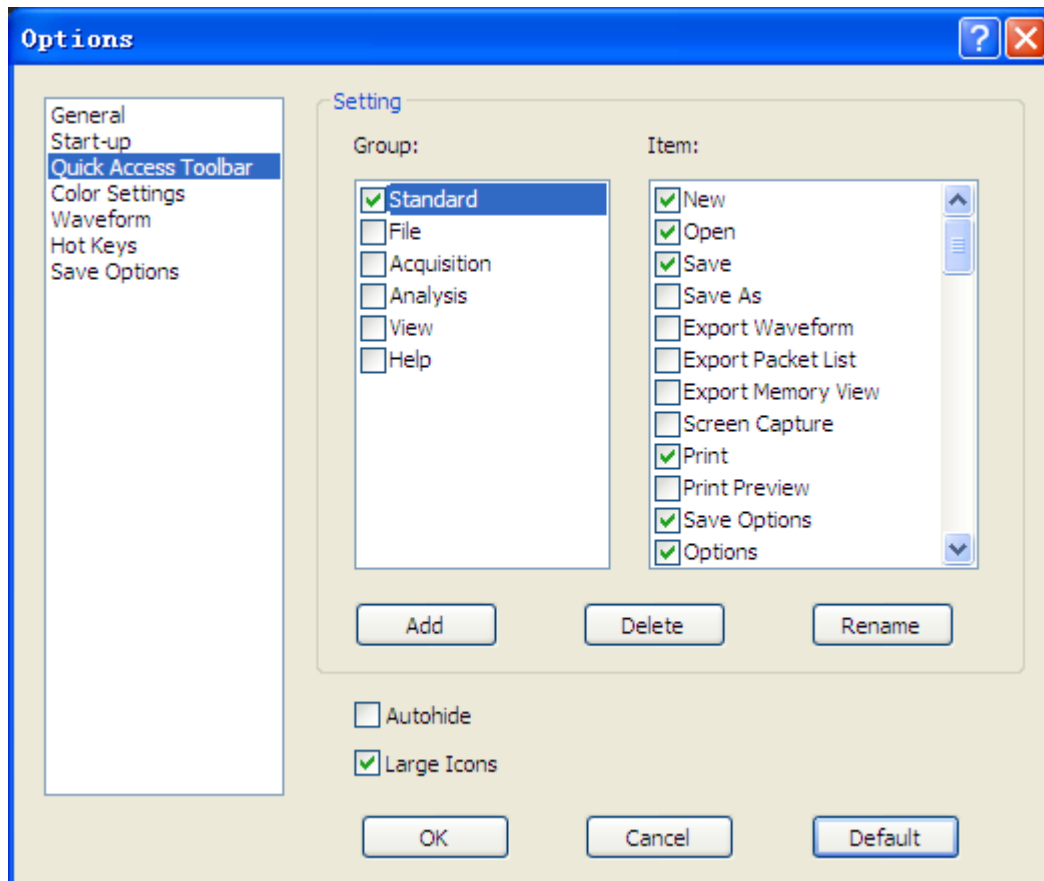 Options
General
Start-up
Quick Access Toolbar
Color Settings
Waveform
Hot Keys
Save Options
Setting
Group:
Standard
File
Acquisition
Analysis
View
Help
Item:
New
Open
Save
Save As
Export Waveform
Export Packet List
Export Memory View
Screen Capture
Print
Print Preview
Save Options
Options
Add
Delete
Rename
Autohide
Large Icons
OK
Cancel
Default